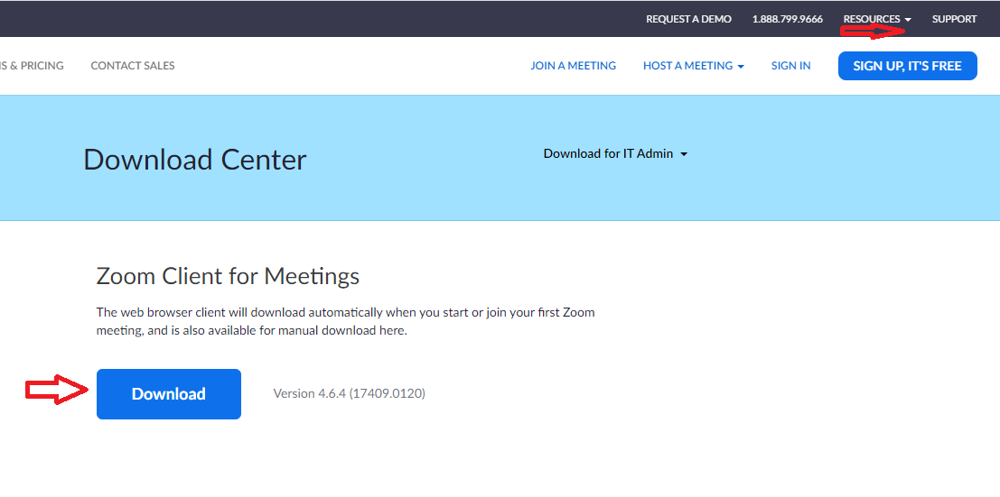 REQUEST A DEMO 1.888.799.9666 RESOURCES SUPPORT
S & PRICING CONTACT SALES JOIN A MEETING HOST A MEETING SIGN IN SIGN UP, IT'S FREE
Download Center Download for IT Admin
Zoom Client for Meetings
The web browser client will download automatically when you start or join your first Zoom
meeting, and is also available for manual download here.
Download Version 4.6.4 (17409.0120)